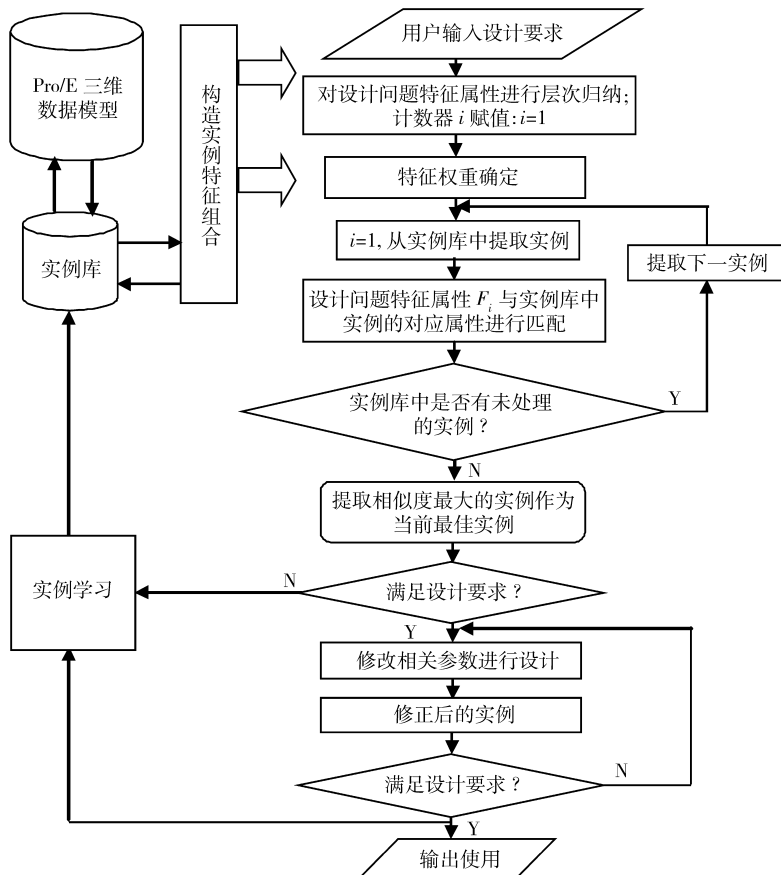 用户输入设计要求
Pro/E 三维
数据模型
构造实例特征组合
对设计问题特征属性进行层次归纳;
计数器 i 赋值:i=1
特征权重确定
i=1, 从实例库中提取实例
提取下一实例
实例库
设计问题特征属性 Fi 与实例库中
实例的对应属性进行匹配
实例库中是否有未处理
的实例?
Y
N
提取相似度最大的实例作为
当前最佳实例
实例学习
N
满足设计要求?
Y
修改相关参数进行设计
修正后的实例
满足设计要求?
N
Y
输出使用